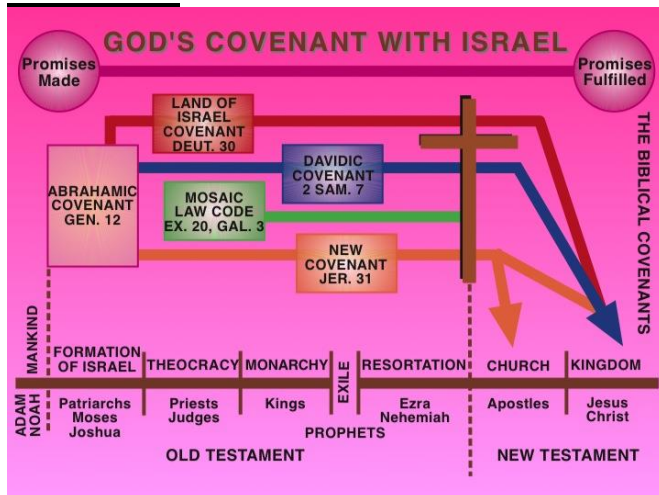 GOD'S COVENANT WITH ISRAEL
Promises
Made
Promises
Fulfilled
LAND OF
ISRAEL
COVENANT
DEUT. 30
ABRAHAMIC
COVENANT
GEN. 12
DAVIDIC
COVENANT
2 SAM. 7
MOSAIC
LAW CODE
EX. 20, GAL. 3
NEW
COVENANT
JER. 31
THE BIBLICAL COVENANTS
MANKIND
FORMATION
OF ISRAEL
THEOCRACY
MONARCHY
EXILE
RESORTATION
CHURCH
KINGDOM
ADAM
NOAH
Patriarchs
Moses
Joshua
Priests
Judges
Kings
Ezra
Nehemiah
Apostles
Jesus
Christ
PROPHETS
OLD TESTAMENT
NEW TESTAMENT